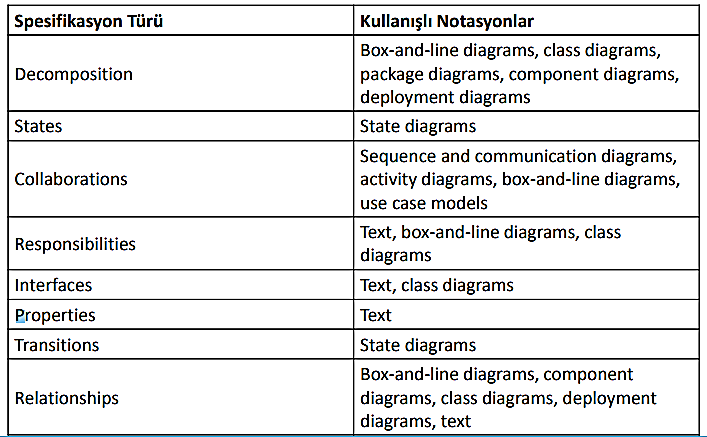 Spesifikasyon Türü
Kullanışlı Notasyonlar
Decomposition
Box-and-line diagrams, class diagrams,
package diagrams, component diagrams,
deployment diagrams
States
State diagrams
Collaborations
Sequence and communication diagrams,
activity diagrams, box-and-line diagrams,
use case models
Responsibilities
Text, box-and-line diagrams, class
diagrams
Interfaces
Text, class diagrams
Properties
Text
Transitions
State diagrams
Relationships
Box-and-line diagrams, component
diagrams, class diagrams, deployment
diagrams, text